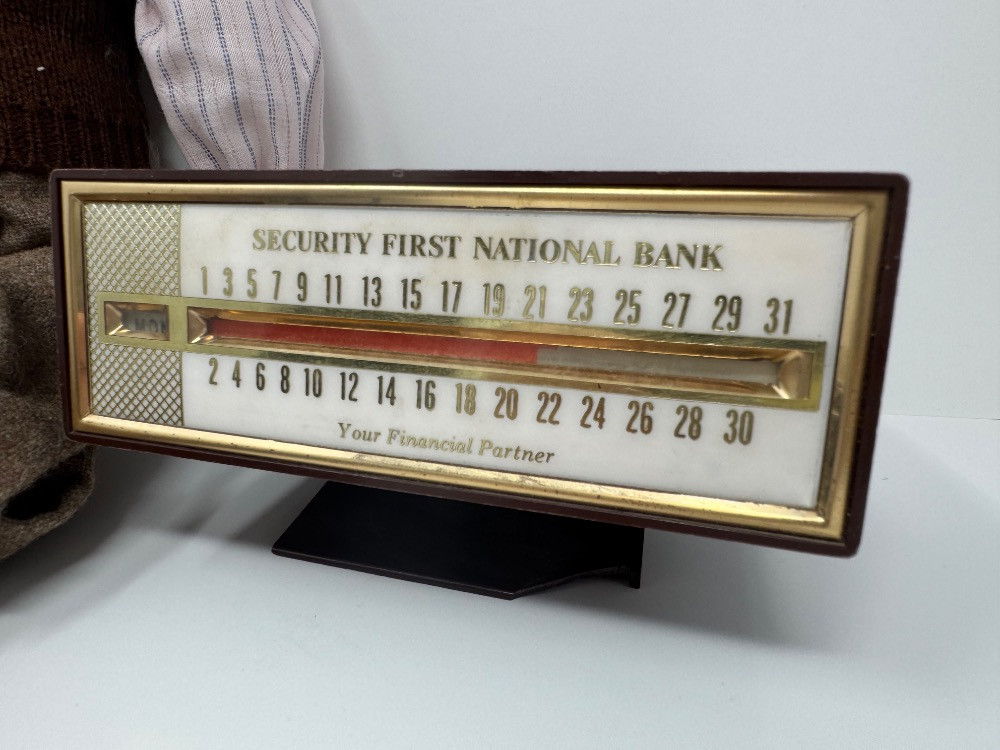 SECURITY FIRST NATIONAL BANK
1 3 5 7 9 11 13 15 17 19 21 23 25 27 29 31
MON
2 4 6 8 10 12 14 16 18 20 22 24 26 28 30
Your Financial Partner